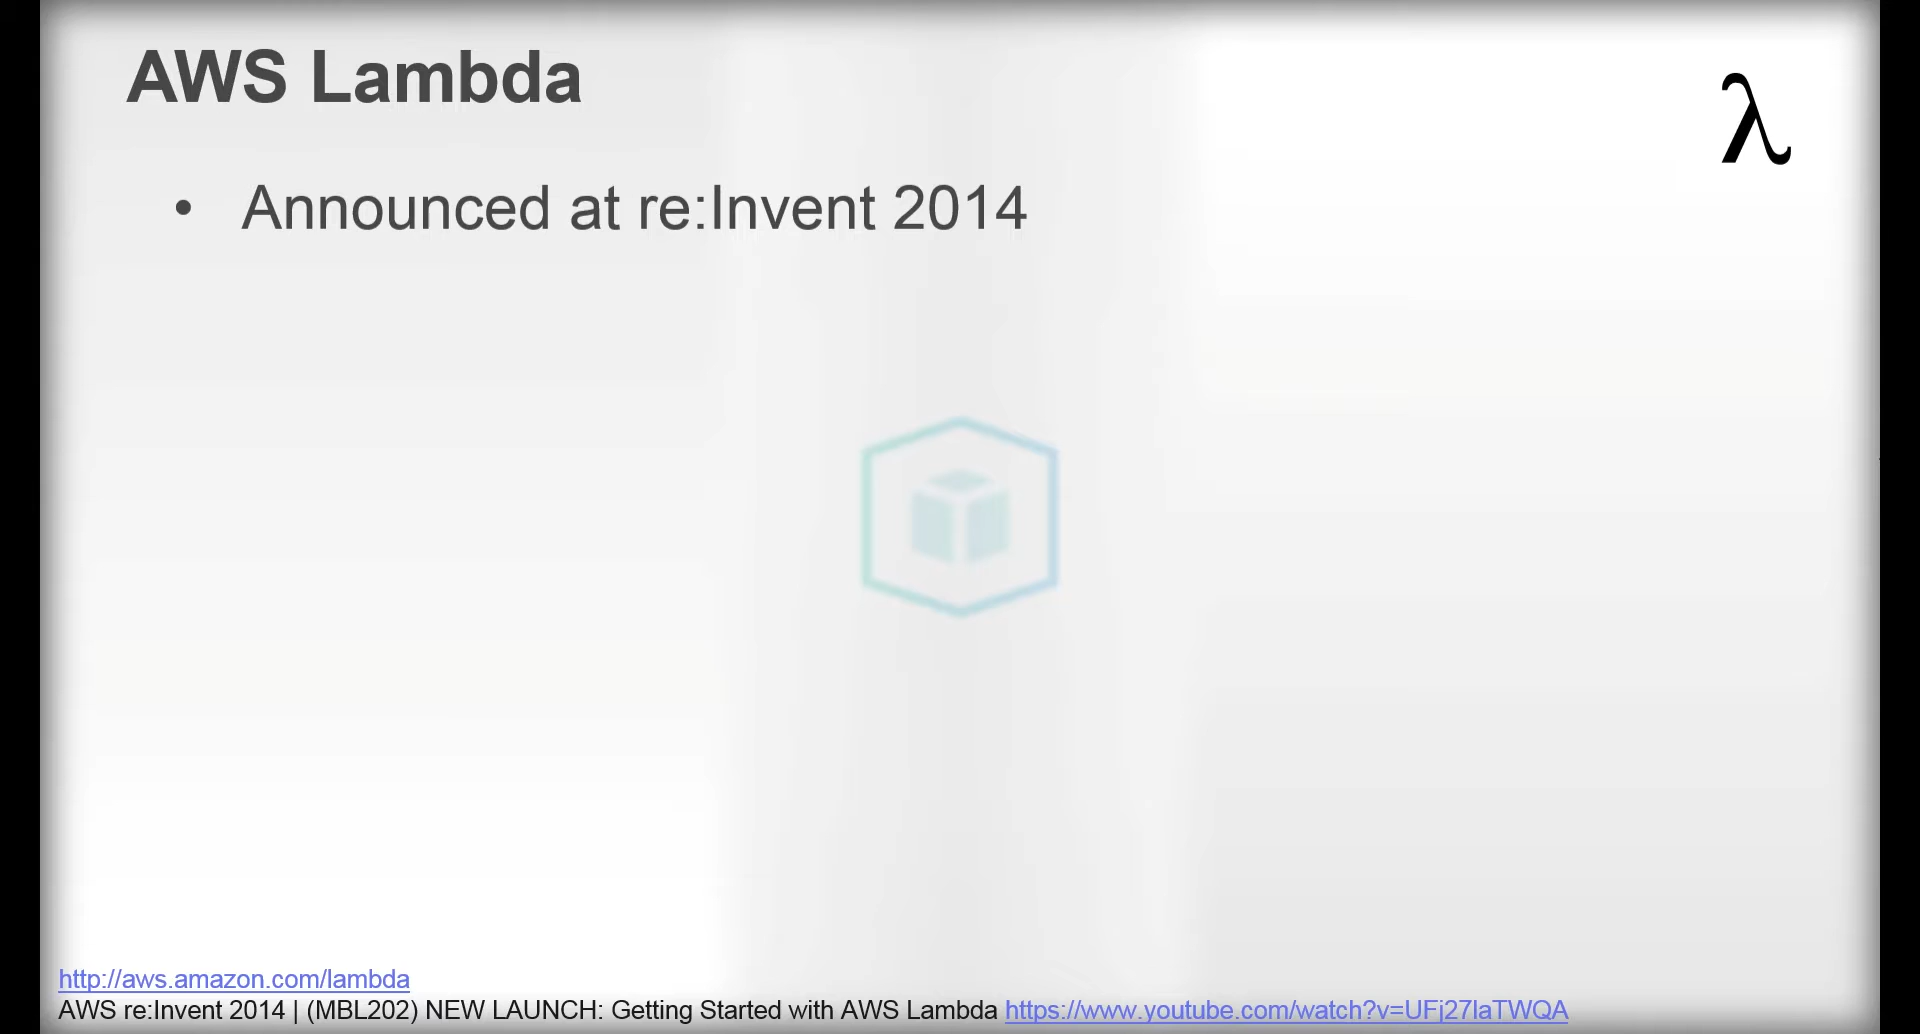 AWS Lambda
λ
• Announced at re:Invent 2014
http://aws.amazon.com/lambda
AWS re:Invent 2014 | (MBL202) NEW LAUNCH: Getting Started with AWS Lambda https://www.youtube.com/watch?v=UFj27laTWQA